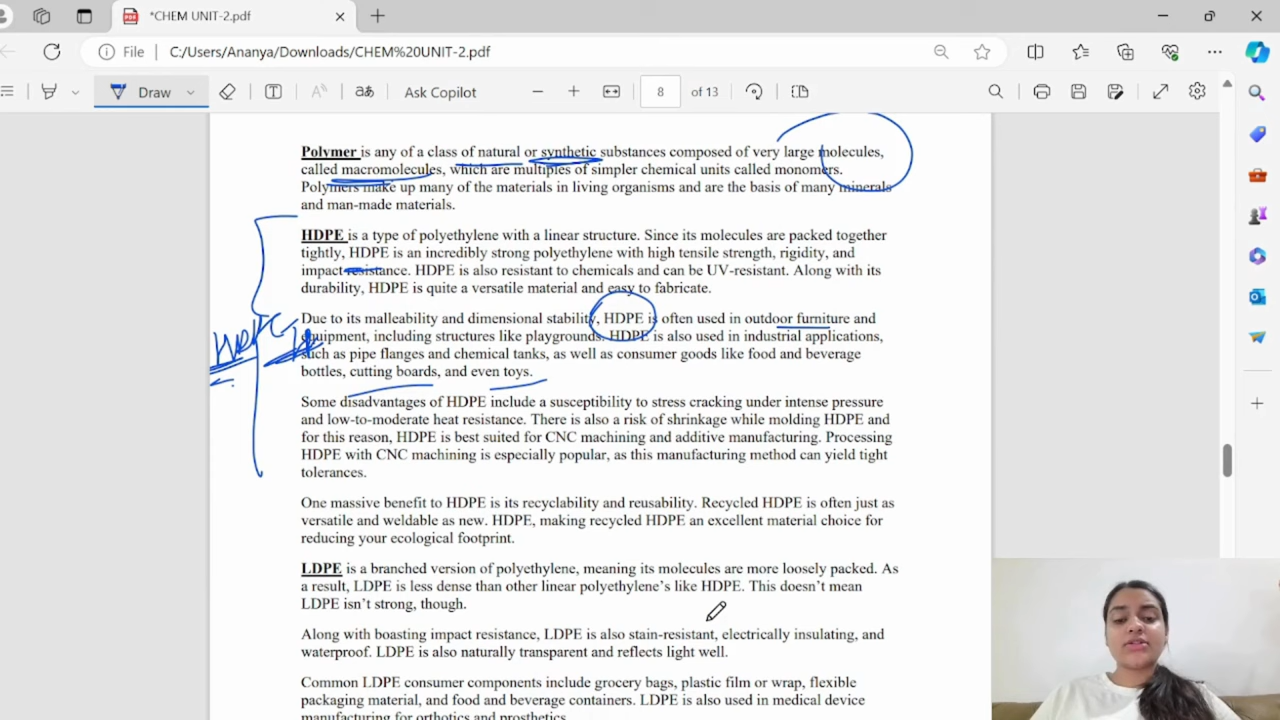 *CHEM UNIT-2.pdf
File C:/Users/Ananya/Downloads/CHEM%20UNIT-2.pdf
Draw aあ Ask Copilot 8 of 13
Polymer is any of a class of natural or synthetic substances composed of very large molecules,
called macromolecules, which are multiples of simpler chemical units called monomers.
Polymers make up many of the materials in living organisms and are the basis of many minerals
and man-made materials.
HDPE is a type of polyethylene with a linear structure. Since its molecules are packed together
tightly, HDPE is an incredibly strong polyethylene with high tensile strength, rigidity, and
impact resistance. HDPE is also resistant to chemicals and can be UV-resistant. Along with its
durability, HDPE is quite a versatile material and easy to fabricate.
Due to its malleability and dimensional stability, HDPE is often used in outdoor furniture and
equipment, including structures like playgrounds. HDPE is also used in industrial applications,
such as pipe flanges and chemical tanks, as well as consumer goods like food and beverage
bottles, cutting boards, and even toys.
Some disadvantages of HDPE include a susceptibility to stress cracking under intense pressure
and low-to-moderate heat resistance. There is also a risk of shrinkage while molding HDPE and
for this reason, HDPE is best suited for CNC machining and additive manufacturing. Processing
HDPE with CNC machining is especially popular, as this manufacturing method can yield tight
tolerances.
One massive benefit to HDPE is its recyclability and reusability. Recycled HDPE is often just as
versatile and weldable as new. HDPE, making recycled HDPE an excellent material choice for
reducing your ecological footprint.
LDPE is a branched version of polyethylene, meaning its molecules are more loosely packed. As
a result, LDPE is less dense than other linear polyethylene's like HDPE. This doesn't mean
LDPE isn't strong, though.
Along with boasting impact resistance, LDPE is also stain-resistant, electrically insulating, and
waterproof. LDPE is also naturally transparent and reflects light well.
Common LDPE consumer components include grocery bags, plastic film or wrap, flexible
packaging material, and food and beverage containers. LDPE is also used in medical device
manufacturing for orthotics and prosthetics.